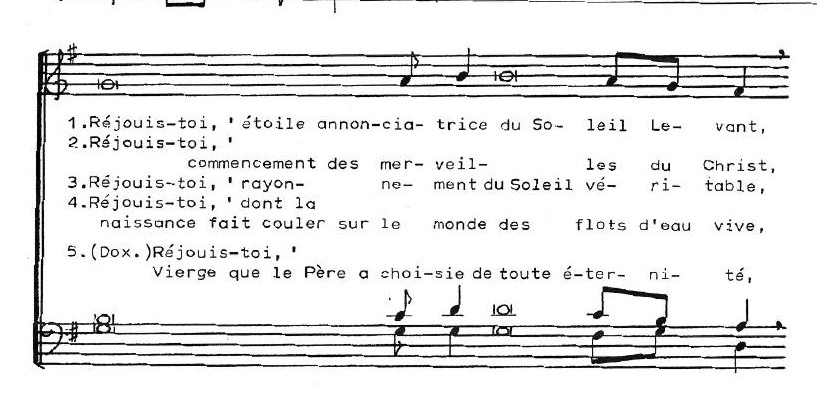 1.Réjouis-toi, ' étoile annon-cia- trice du So- leil Le- vant,
2.Réjouis-toi, '
commencement des mer- veil- les du Christ,
3.Réjouis-toi, ' rayon- ne- ment du Soleil vé- ri- table,
4.Réjouis-toi, ' dont la
naissance fait couler sur le monde des flots d'eau vive,
5.(Dox.)Réjouis-toi, '
Vierge que le Père a choi-sie de toute é-ter- ni- té,